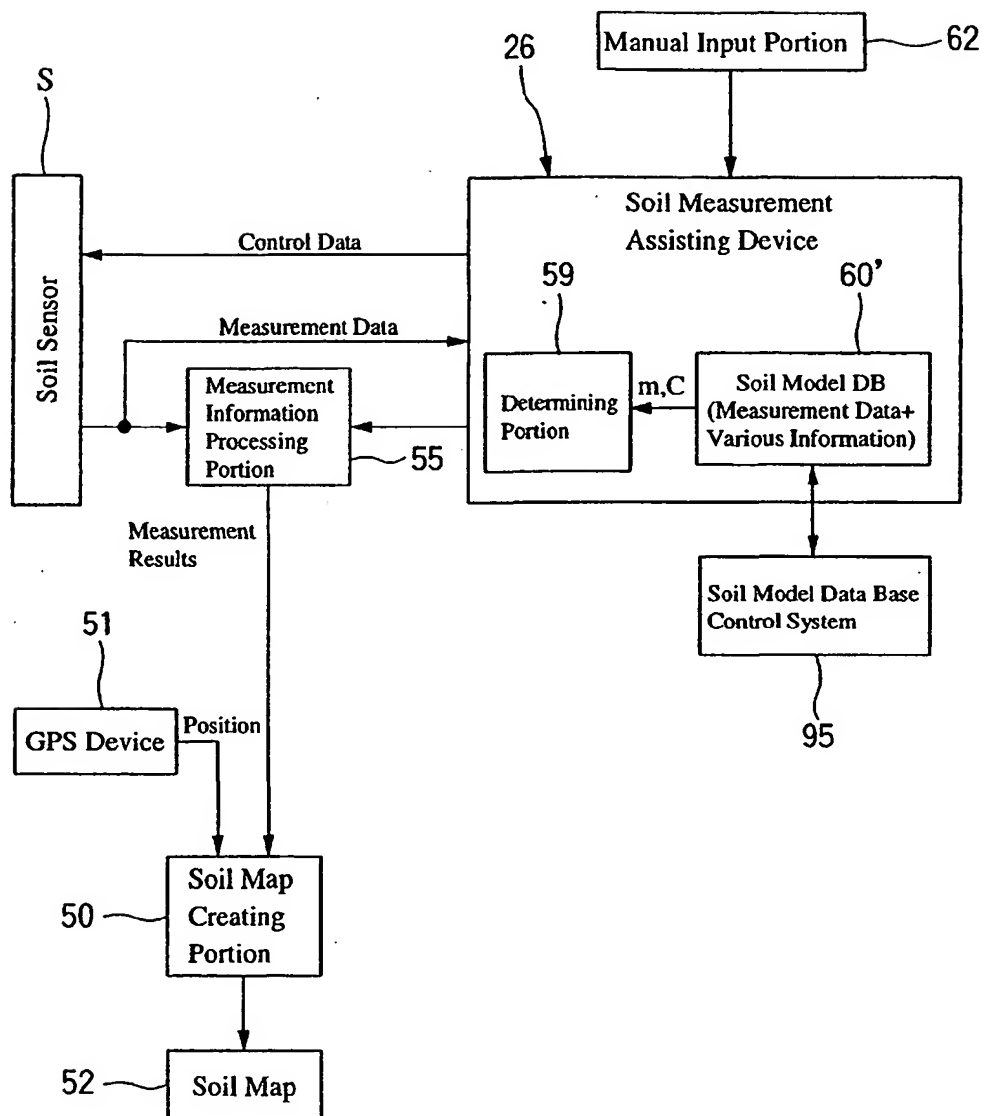 Manual Input Portion
62
26
S
Soil Measurement
Assisting Device
Control Data
59
60'
Soil Sensor
Measurement Data
Measurement
Information
Processing
Portion
55
Determining
Portion
m,C
Soil Model DB
(Measurement Data+
Various Information)
Measurement
Results
Soil Model Data Base
Control System
95
51
GPS Device
Position
Soil Map
Creating
Portion
50
52
Soil Map